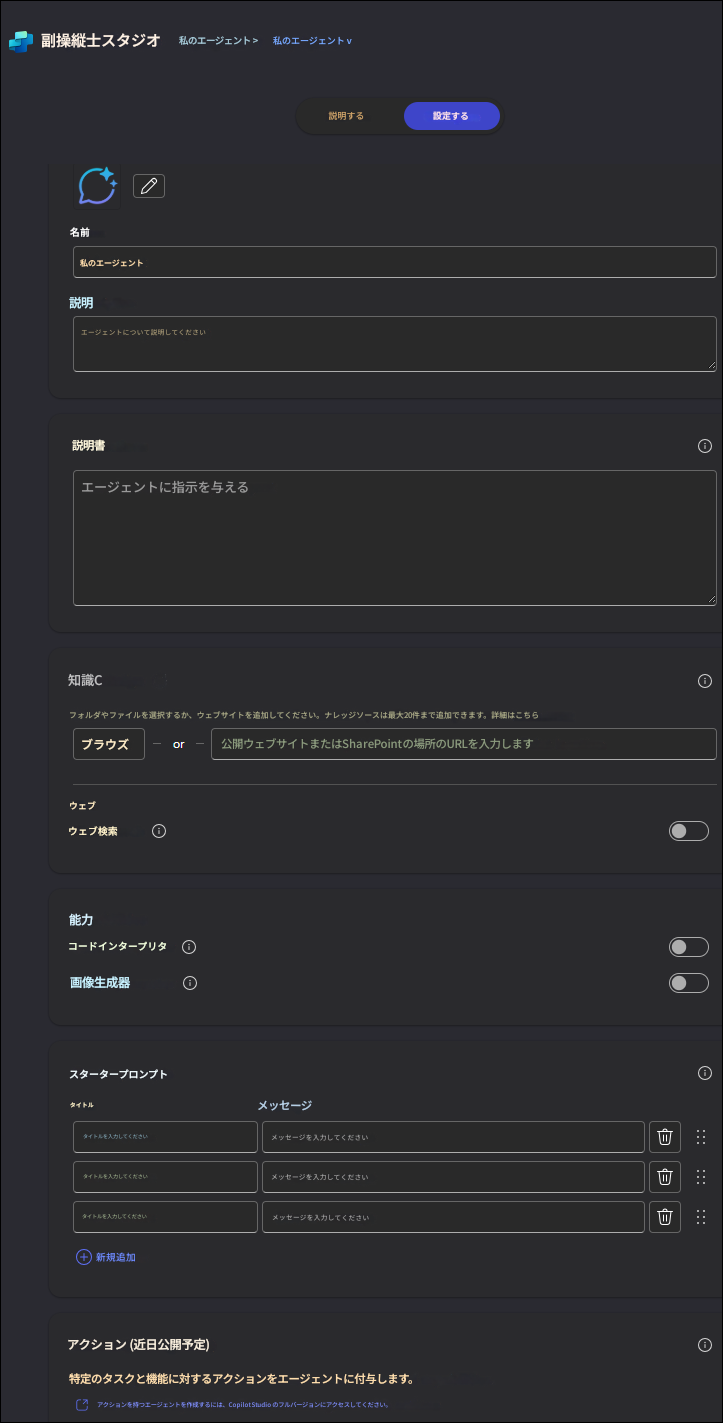 副操縦士スタジオ 私のエージェント > 私のエージェント v
説明する 設定する
名前
私のエージェント
説明
エージェントについて説明してください
説明書
エージェントに指示を与える
知識C
フォルダやファイルを選択するか、ウェブサイトを追加してください。ナレッジソースは最大20件まで追加できます。詳細はこちら
ブラウズ or 公開ウェブサイトまたはSharePointの場所のURLを入力します
ウェブ
ウェブ検索
能力
コードインタープリタ
画像生成器
スタータープロンプト
タイトル メッセージ
タイトルを入力してください メッセージを入力してください
タイトルを入力してください メッセージを入力してください
タイトルを入力してください メッセージを入力してください
新規追加
アクション (近日公開予定)
特定のタスクと機能に対するアクションをエージェントに付与します。
アクションを持つエージェントを作成するには、Copilot Studio のフルバージョンにアクセスしてください。